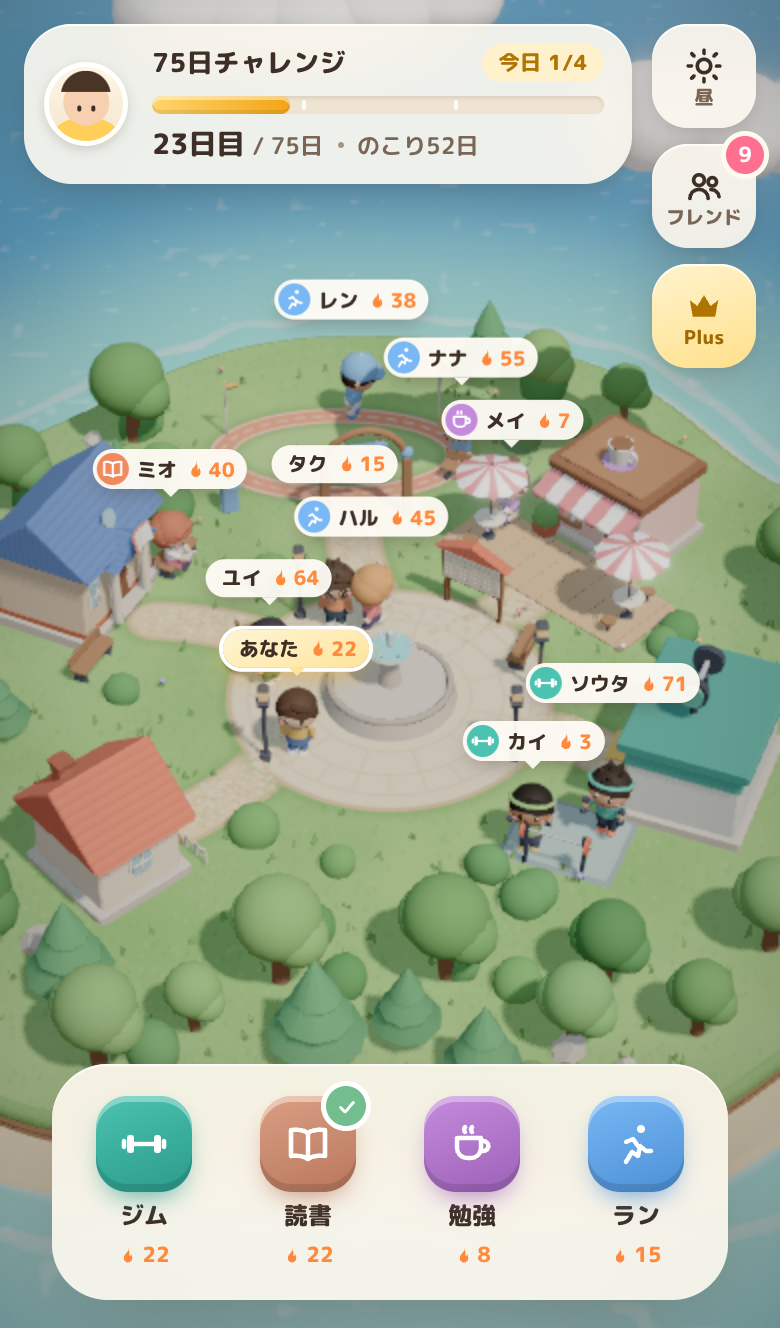 75日チャレンジ
今日 1/4
23日目 / 75日 ・ のこり52日
昼
9
フレンド
Plus
レン 38
ナナ 55
メイ 7
ミオ 40
タク 15
ハル 45
ユイ 64
あなた 22
ソウタ 71
カイ 3
ジム
読書
勉強
ラン
22
22
8
15